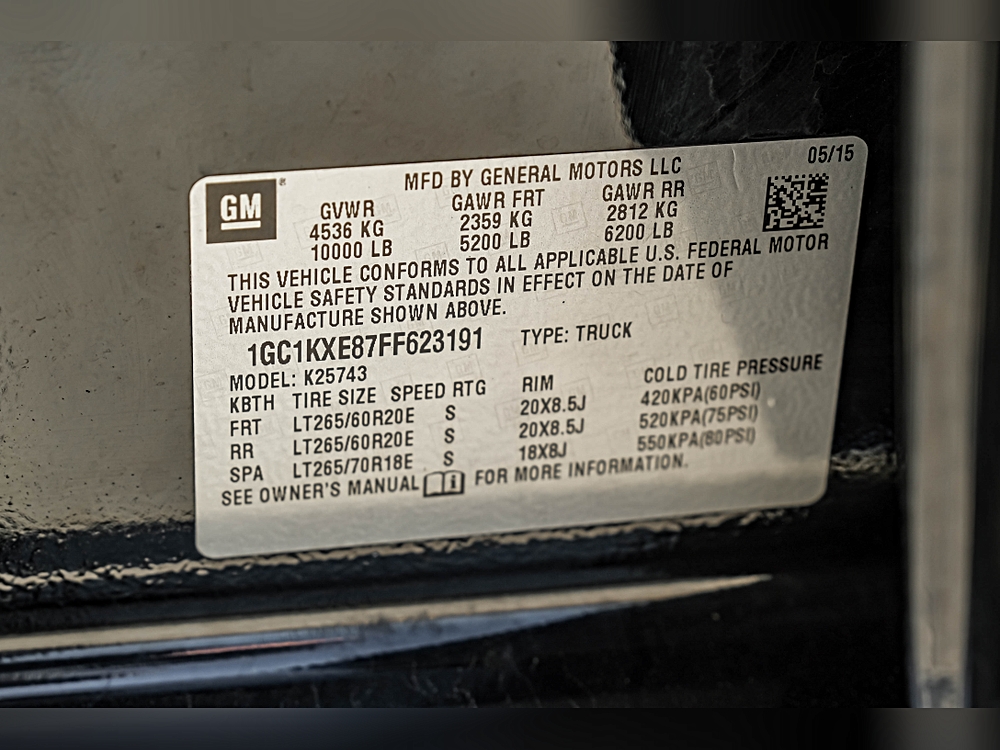 GM
MFD BY GENERAL MOTORS LLC 05/15
GVWR GAWR FRT GAWR RR
4536 KG 2359 KG 2812 KG
10000 LB 5200 LB 6200 LB
THIS VEHICLE CONFORMS TO ALL APPLICABLE U.S. FEDERAL MOTOR
VEHICLE SAFETY STANDARDS IN EFFECT ON THE DATE OF
MANUFACTURE SHOWN ABOVE.
1GC1KXE87FF623191 TYPE: TRUCK
MODEL: K25743
KBTH TIRE SIZE SPEED RTG RIM COLD TIRE PRESSURE
FRT LT265/60R20E S 20X8.5J 420KPA(60PSI)
RR LT265/60R20E S 20X8.5J 520KPA(75PSI)
SPA LT265/70R18E S 18X8J 550KPA(80PSI)
SEE OWNER'S MANUAL FOR MORE INFORMATION.